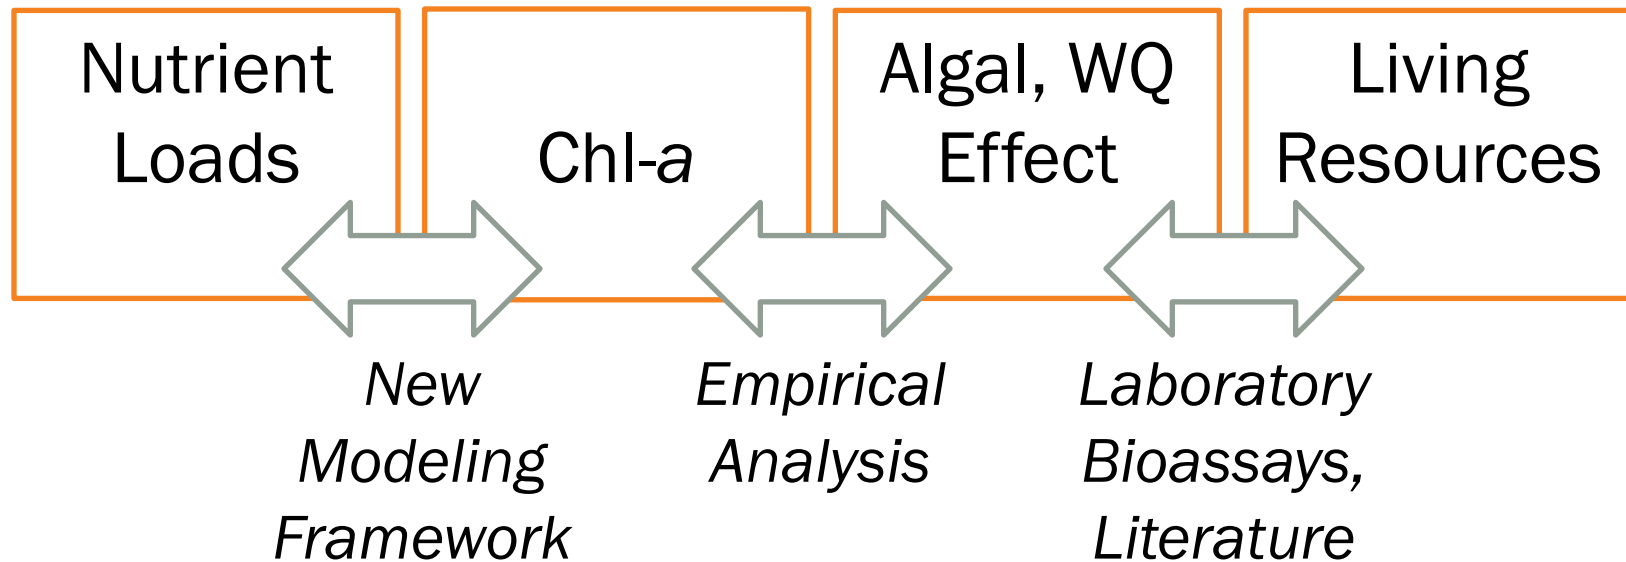 Nutrient
Loads
Chl-a
Algal, WQ
Effect
Living
Resources
New
Modeling
Framework
Empirical
Analysis
Laboratory
Bioassays,
Literature